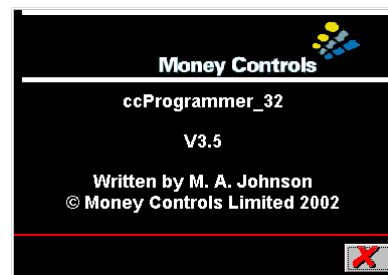 Money Controls
ccProgrammer_32
V3.5
Written by M. A. Johnson
© Money Controls Limited 2002